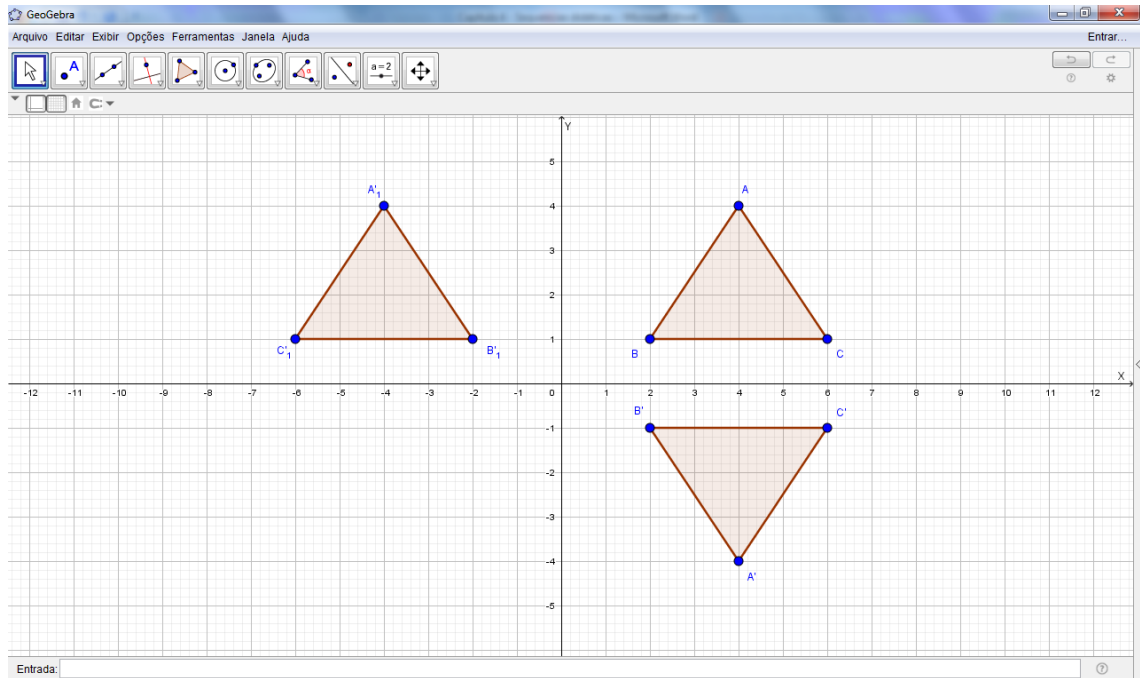 GeoGebra
Arquivo Editar Exibir Opções Ferramentas Janela Ajuda Entrar...
A a=2 α
Y
5
A'₁ A
4
3
2
1
C'₁ B'₁ B C
X
-12 -11 -10 -9 -8 -7 -6 -5 -4 -3 -2 -1 0 1 2 3 4 5 6 7 8 9 10 11 12
B' C'
-1
-2
-3
-4
A'
-5
Entrada: